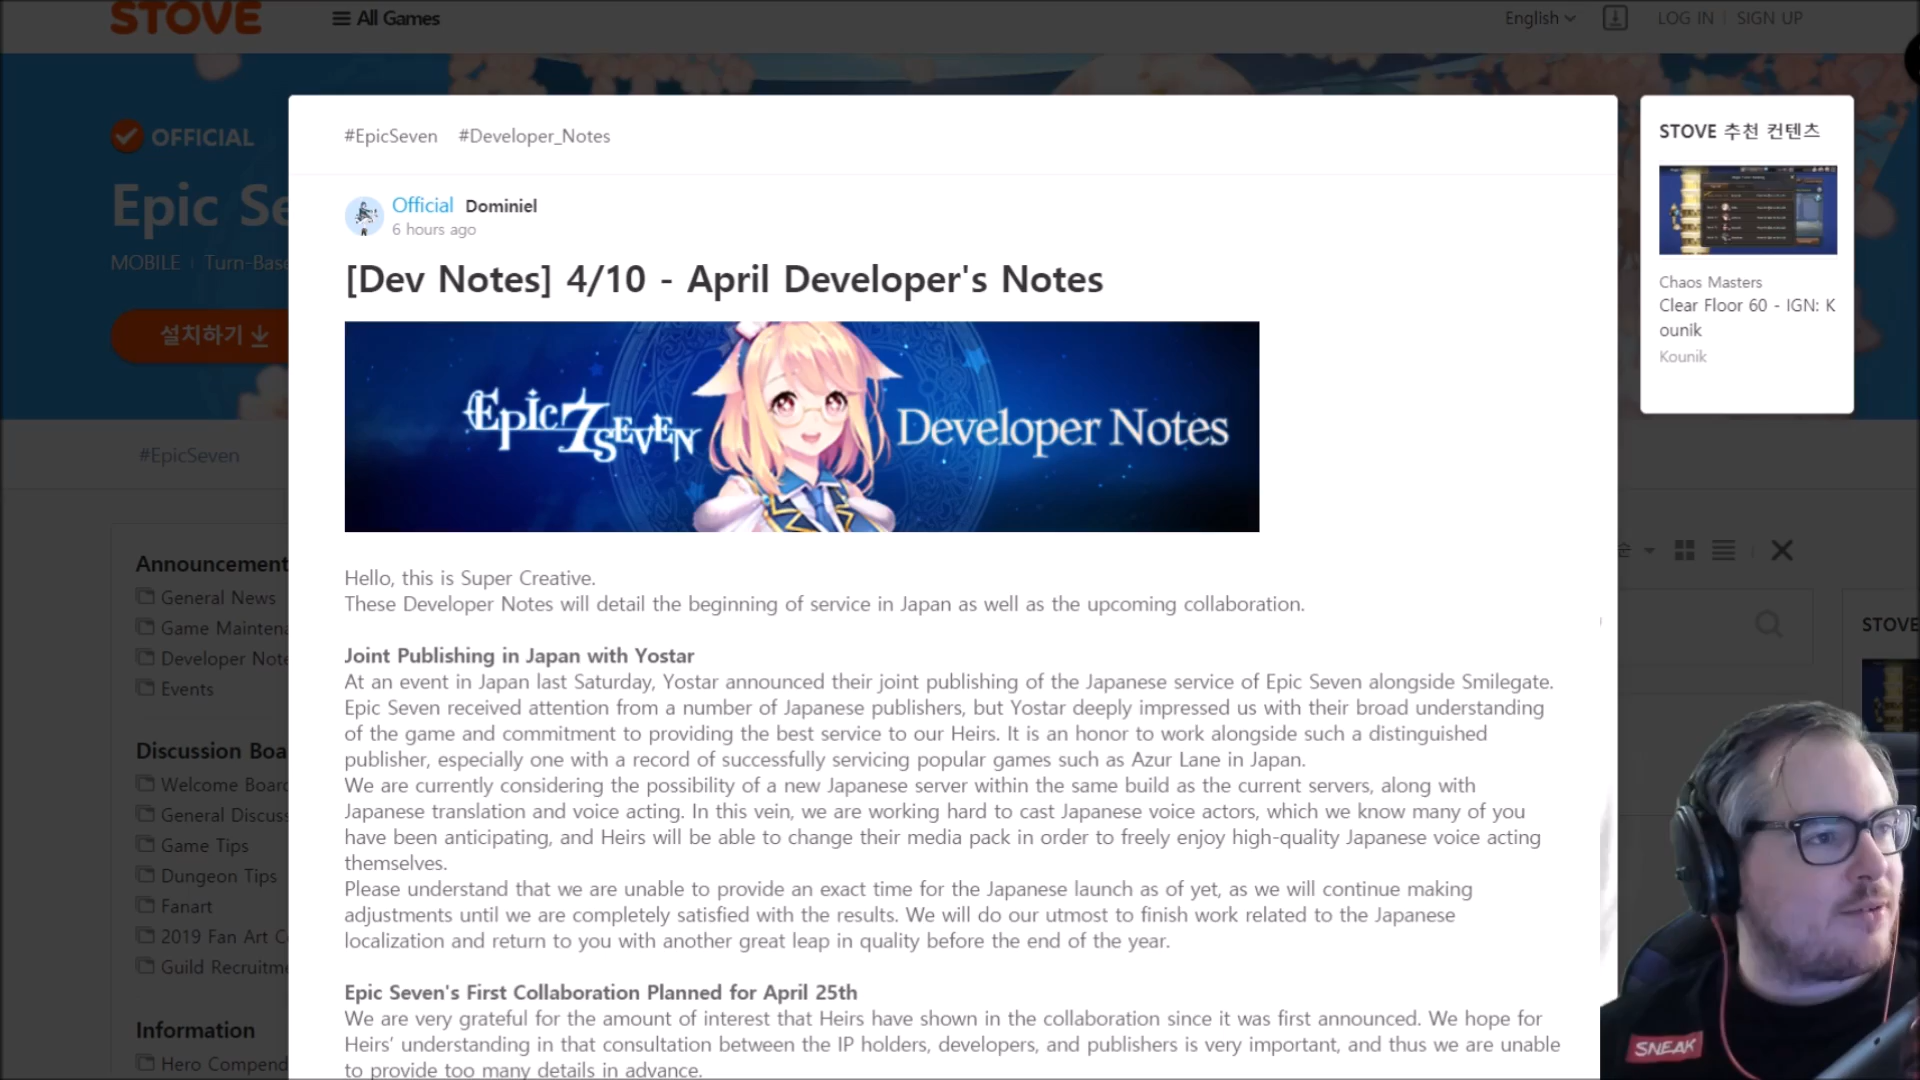 STOVE
All Games
English
LOG IN
SIGN UP
OFFICIAL
Epic Se
MOBILE
Turn-Base
설치하기
#EpicSeven
Announcement
General News
Game Maintena
Developer Note
Events
Discussion Boa
Welcome Board
General Discuss
Game Tips
Dungeon Tips
Fanart
2019 Fan Art C
Guild Recruitme
Information
Hero Compend
#EpicSeven #Developer_Notes
Official Dominiel
6 hours ago
[Dev Notes] 4/10 - April Developer's Notes
Epic Seven
Developer Notes
Hello, this is Super Creative.
These Developer Notes will detail the beginning of service in Japan as well as the upcoming collaboration.
Joint Publishing in Japan with Yostar
At an event in Japan last Saturday, Yostar announced their joint publishing of the Japanese service of Epic Seven alongside Smilegate.
Epic Seven received attention from a number of Japanese publishers, but Yostar deeply impressed us with their broad understanding
of the game and commitment to providing the best service to our Heirs. It is an honor to work alongside such a distinguished
publisher, especially one with a record of successfully servicing popular games such as Azur Lane in Japan.
We are currently considering the possibility of a new Japanese server within the same build as the current servers, along with
Japanese translation and voice acting. In this vein, we are working hard to cast Japanese voice actors, which we know many of you
have been anticipating, and Heirs will be able to change their media pack in order to freely enjoy high-quality Japanese voice acting
themselves.
Please understand that we are unable to provide an exact time for the Japanese launch as of yet, as we will continue making
adjustments until we are completely satisfied with the results. We will do our utmost to finish work related to the Japanese
localization and return to you with another great leap in quality before the end of the year.
Epic Seven's First Collaboration Planned for April 25th
We are very grateful for the amount of interest that Heirs have shown in the collaboration since it was first announced. We hope for
Heirs' understanding in that consultation between the IP holders, developers, and publishers is very important, and thus we are unable
to provide too many details in advance.
STOVE 추천 컨텐츠
Chaos Masters
Clear Floor 60 - IGN: K
ounik
Kounik
순
STOVE
SNEAK